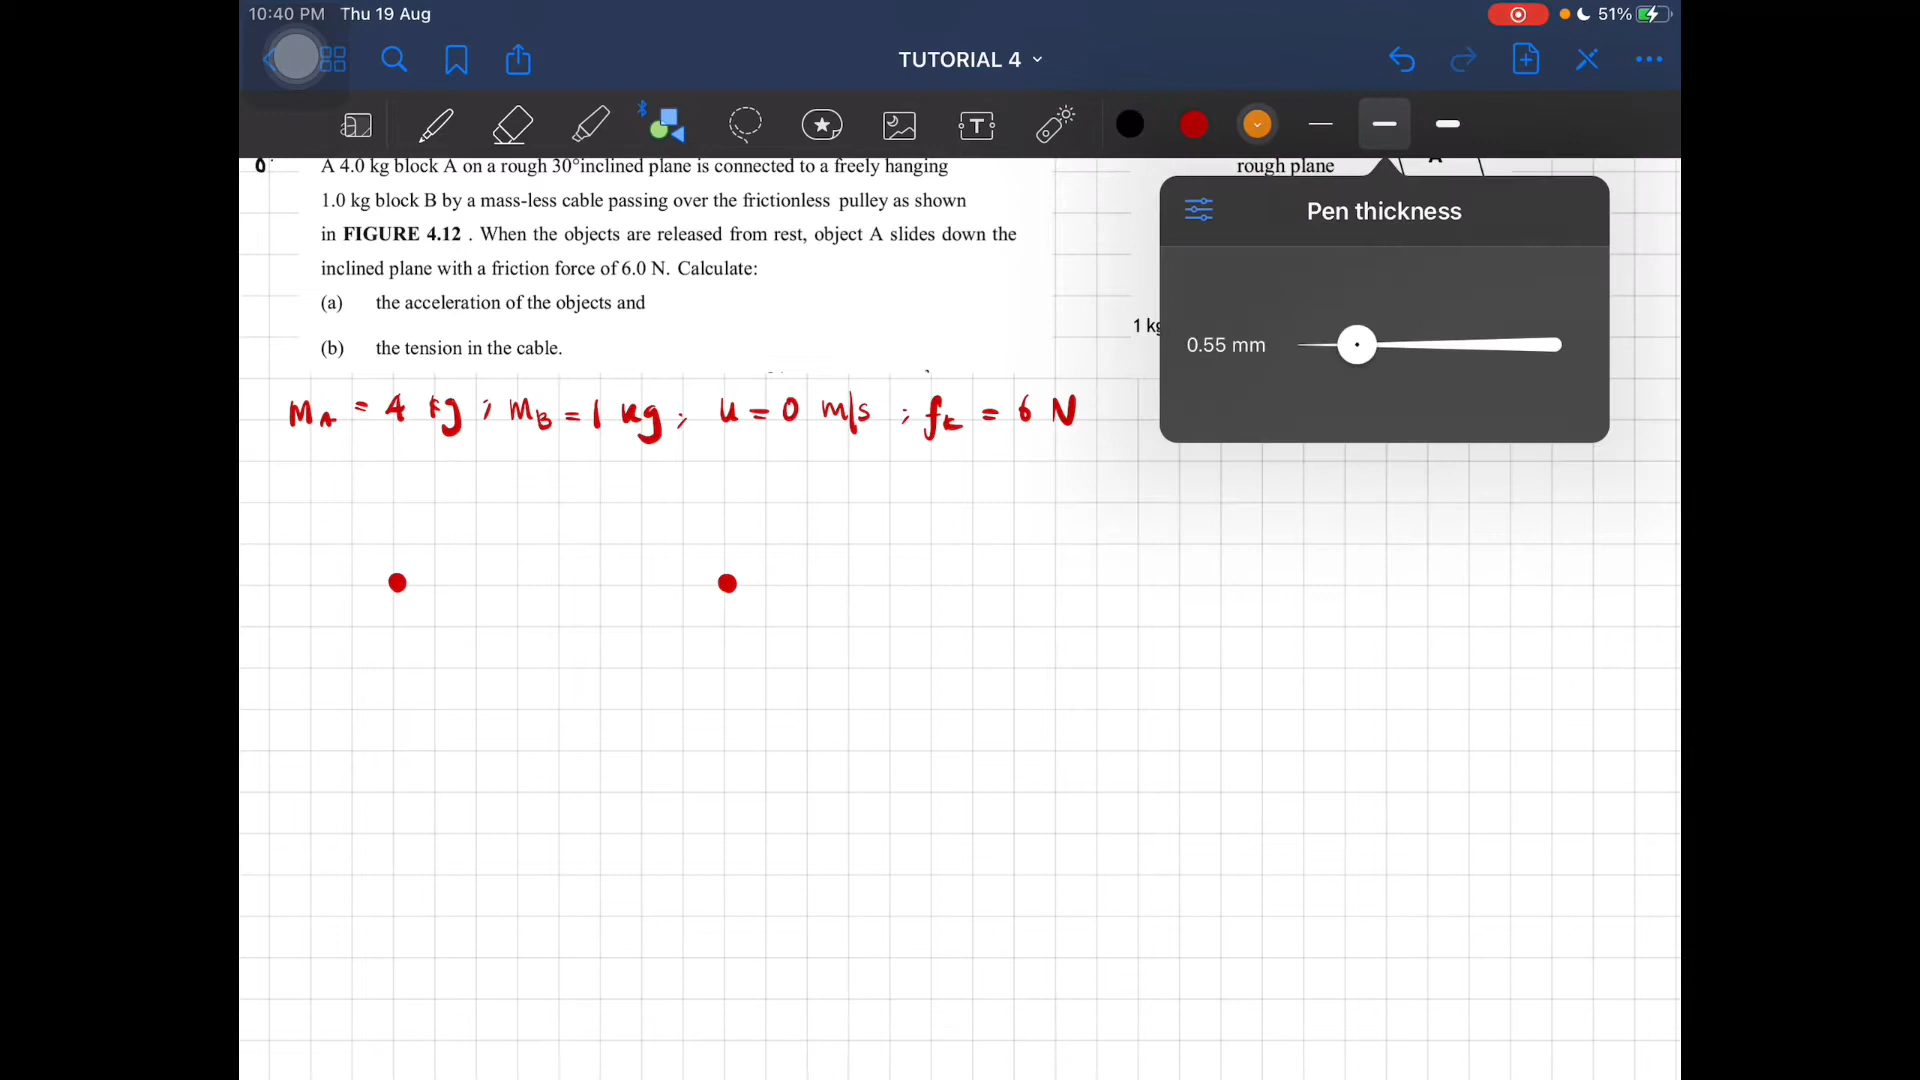 10:40 PM Thu 19 Aug
51%
TUTORIAL 4
A 4.0 kg block A on a rough 30°inclined plane is connected to a freely hanging
1.0 kg block B by a mass-less cable passing over the frictionless pulley as shown
in FIGURE 4.12 . When the objects are released from rest, object A slides down the
inclined plane with a friction force of 6.0 N. Calculate:
(a) the acceleration of the objects and
(b) the tension in the cable.
rough plane
A
1 kg
Pen thickness
0.55 mm
mA = 4 kg ; mB = 1 kg ; u = 0 m/s ; fk = 6 N